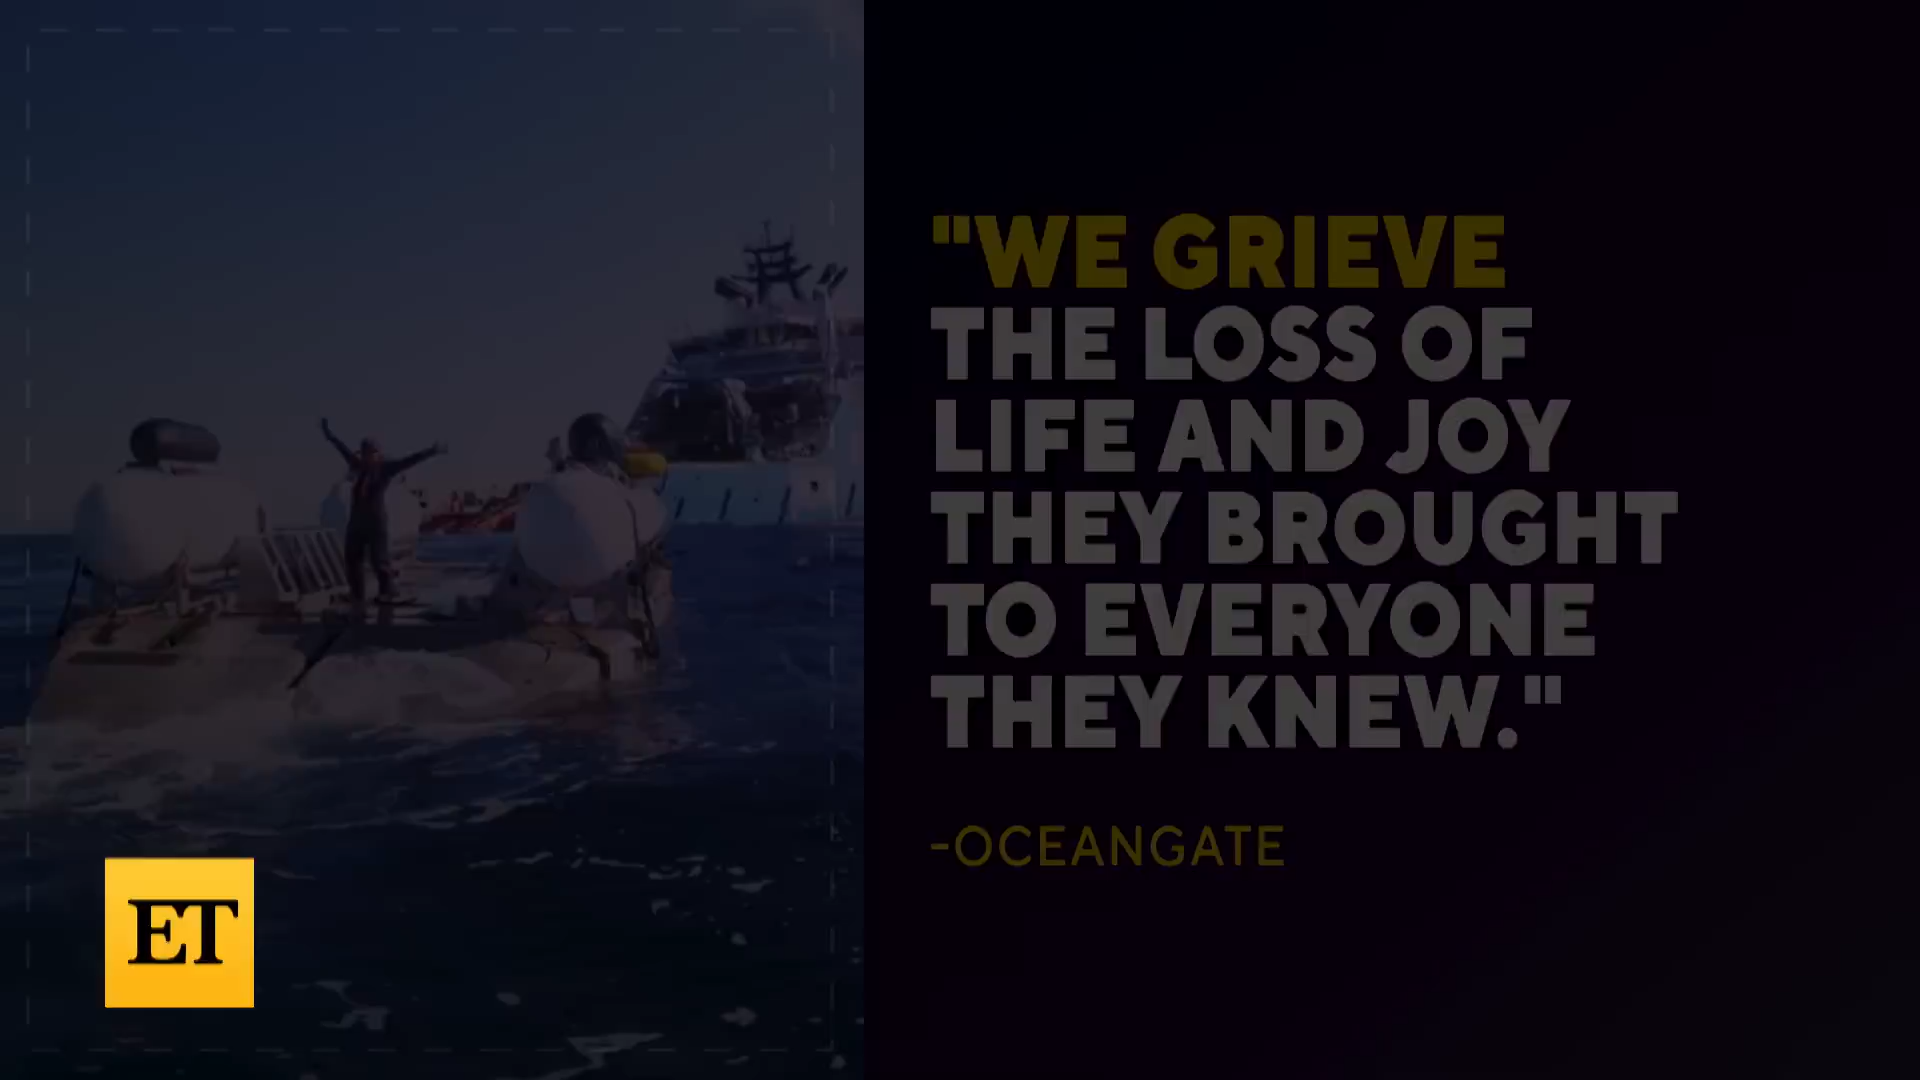 "WE GRIEVE
THE LOSS OF
LIFE AND JOY
THEY BROUGHT
TO EVERYONE
THEY KNEW."
-OCEANGATE
ET